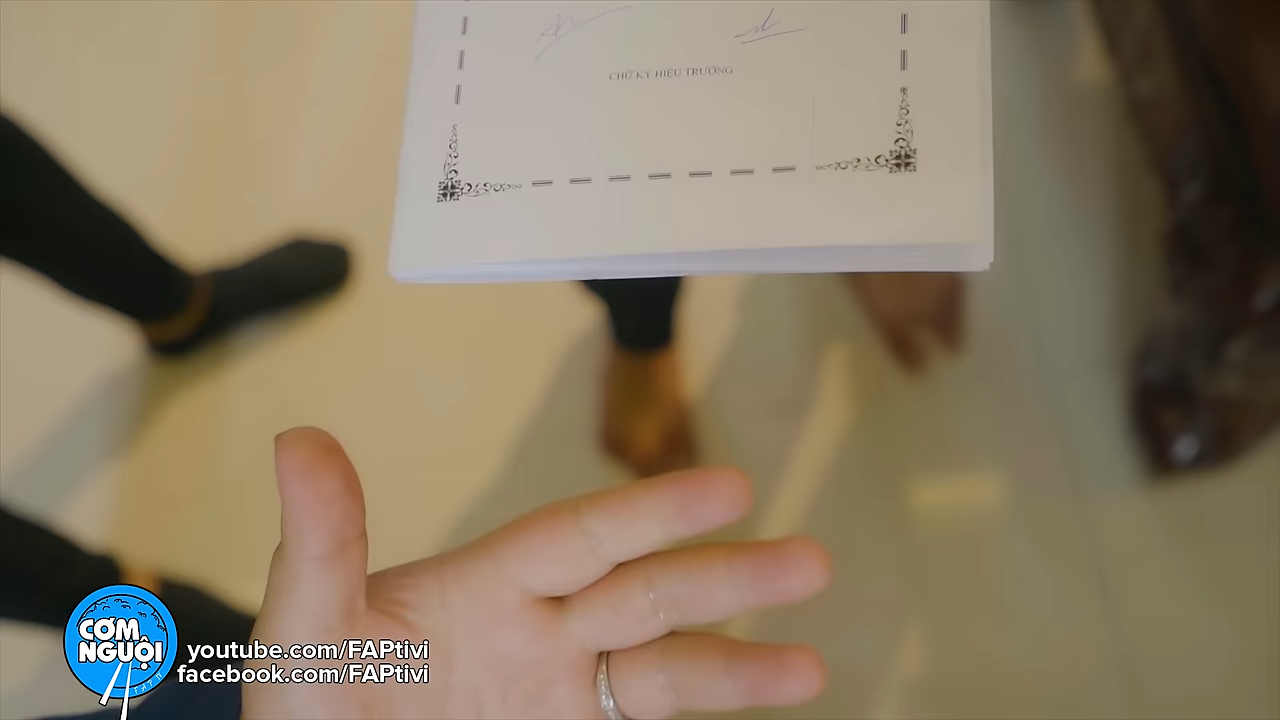 CHỮ KÝ HIỆU TRƯỞNG
CƠM
NGUỘI
youtube.com/FAPtivi
facebook.com/FAPtivi